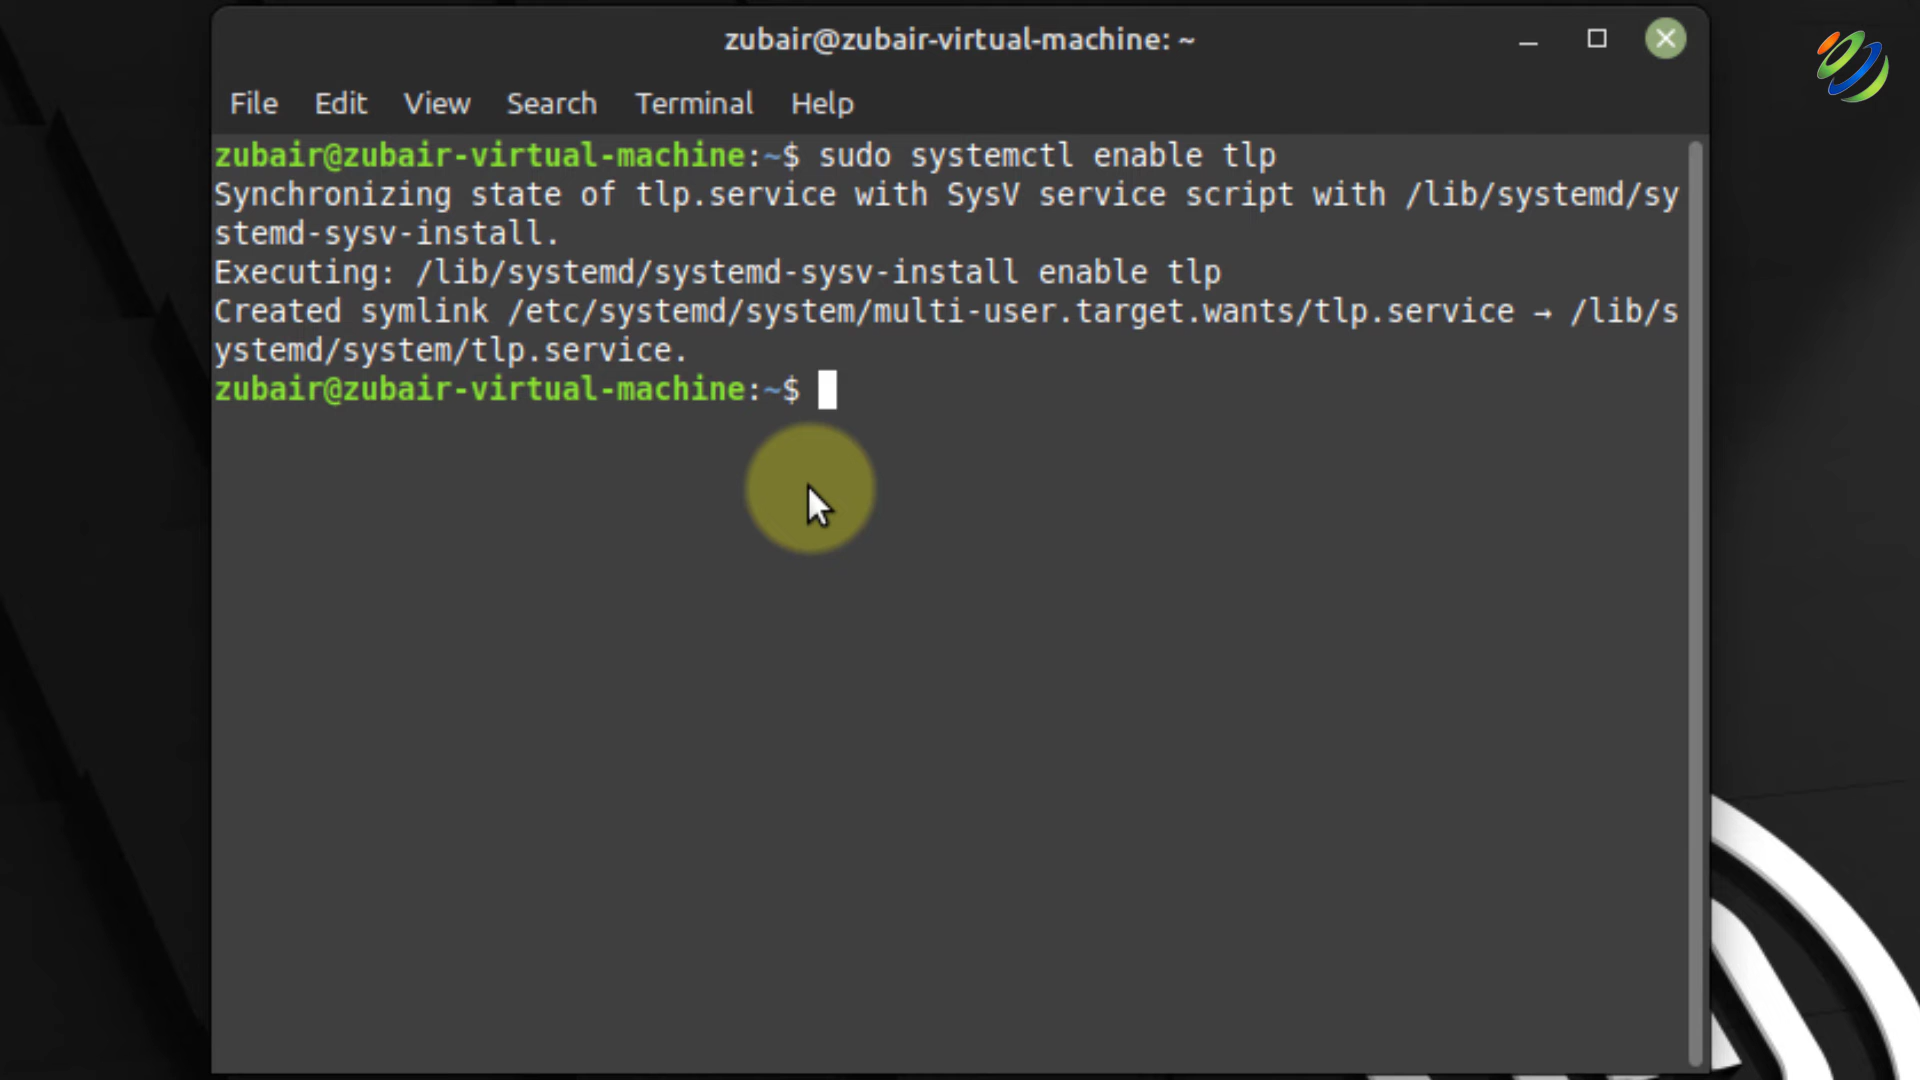 zubair@zubair-virtual-machine: ~
File Edit View Search Terminal Help
zubair@zubair-virtual-machine:~$ sudo systemctl enable tlp
Synchronizing state of tlp.service with SysV service script with /lib/systemd/sy
stemd-sysv-install.
Executing: /lib/systemd/systemd-sysv-install enable tlp
Created symlink /etc/systemd/system/multi-user.target.wants/tlp.service → /lib/s
ystemd/system/tlp.service.
zubair@zubair-virtual-machine:~$